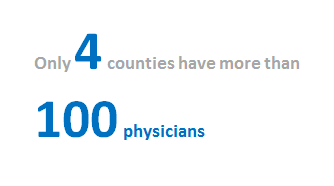 Only 4 counties have more than
100 physicians